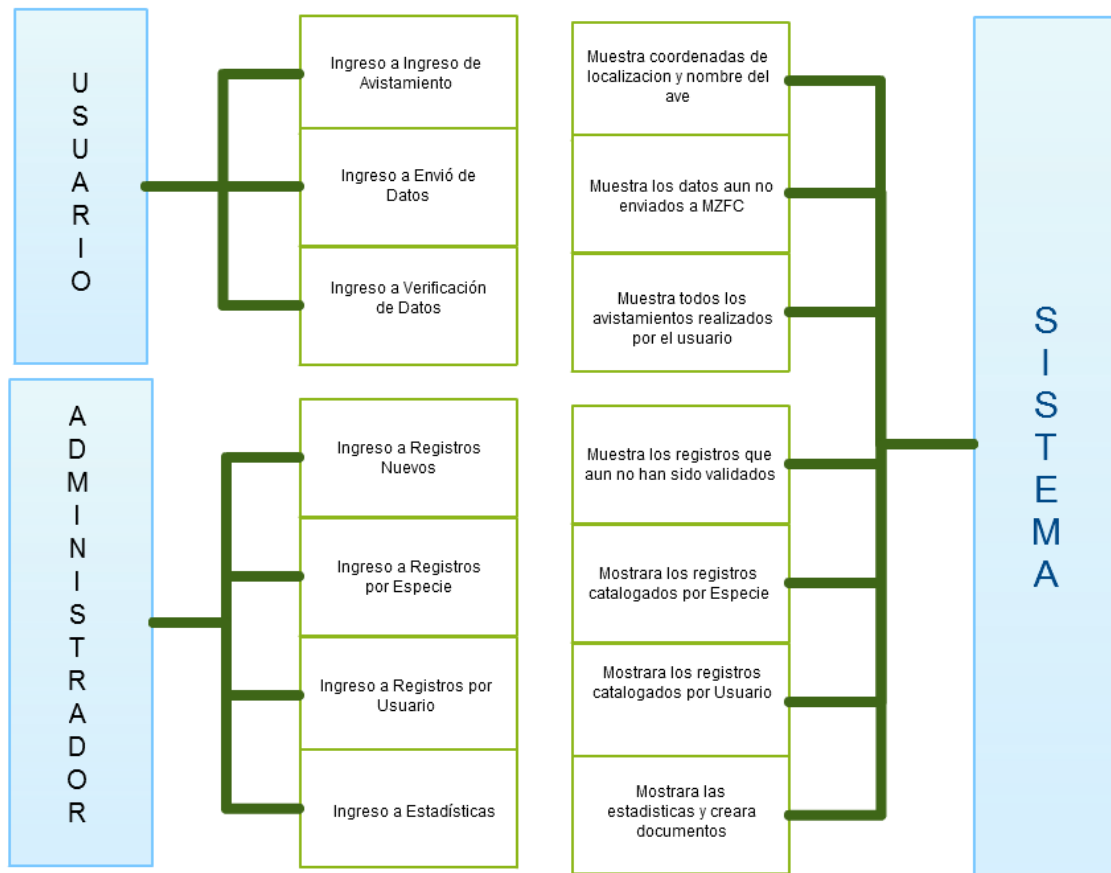 USUARIO
Ingreso a Ingreso de
Avistamiento
Ingreso a Envió de
Datos
Ingreso a Verificación
de Datos
ADMINISTRADOR
Ingreso a Registros
Nuevos
Ingreso a Registros
por Especie
Ingreso a Registros por
Usuario
Ingreso a Estadísticas
Muestra coordenadas de
localizacion y nombre del
ave
Muestra los datos aun no
enviados a MZFC
Muestra todos los
avistamientos realizados
por el usuario
Muestra los registros que
aun no han sido validados
Mostrara los registros
catalogados por Especie
Mostrara los registros
catalogados por Usuario
Mostrara las
estadisticas y creara
documentos
SISTEMA